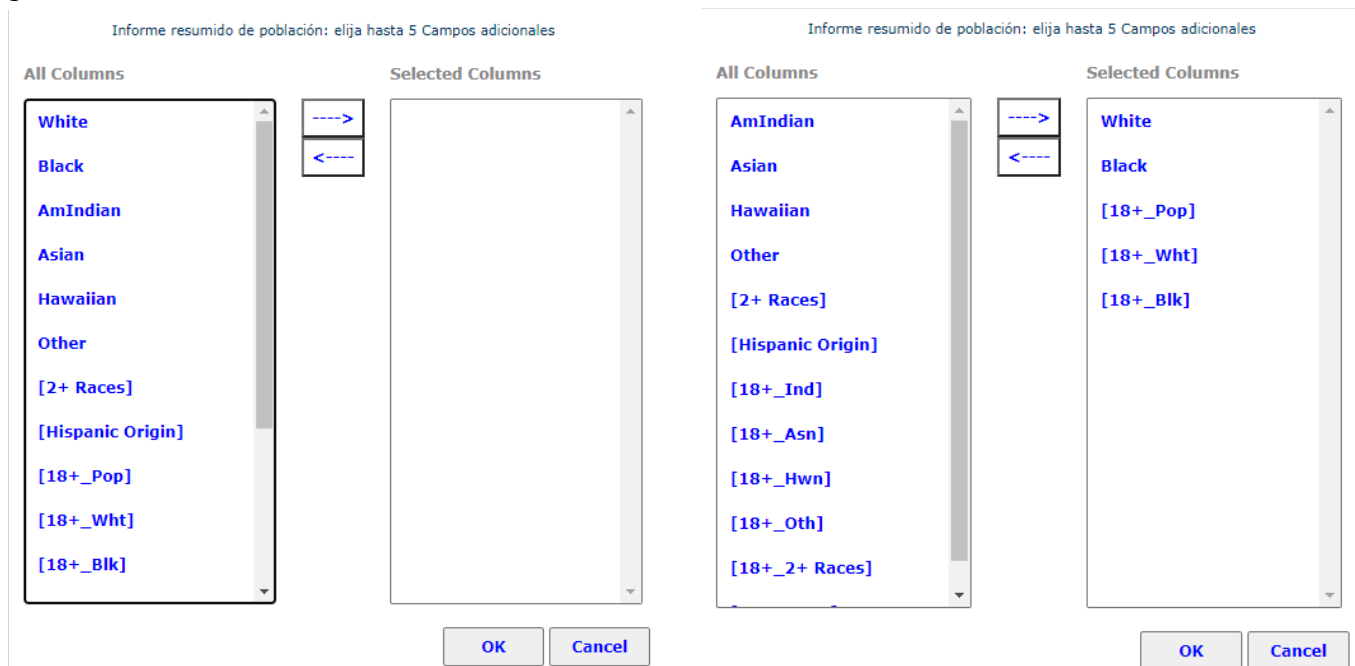 Informe resumido de población: elija hasta 5 Campos adicionales
All Columns
Selected Columns
White
Black
AmIndian
Asian
Hawaiian
Other
[2+ Races]
[Hispanic Origin]
[18+_Pop]
[18+_Wht]
[18+_Blk]
---->
<----
OK
Cancel
Informe resumido de población: elija hasta 5 Campos adicionales
All Columns
Selected Columns
AmIndian
Asian
Hawaiian
Other
[2+ Races]
[Hispanic Origin]
[18+_Ind]
[18+_Asn]
[18+_Hwn]
[18+_Oth]
[18+_2+ Races]
---->
<----
White
Black
[18+_Pop]
[18+_Wht]
[18+_Blk]
OK
Cancel